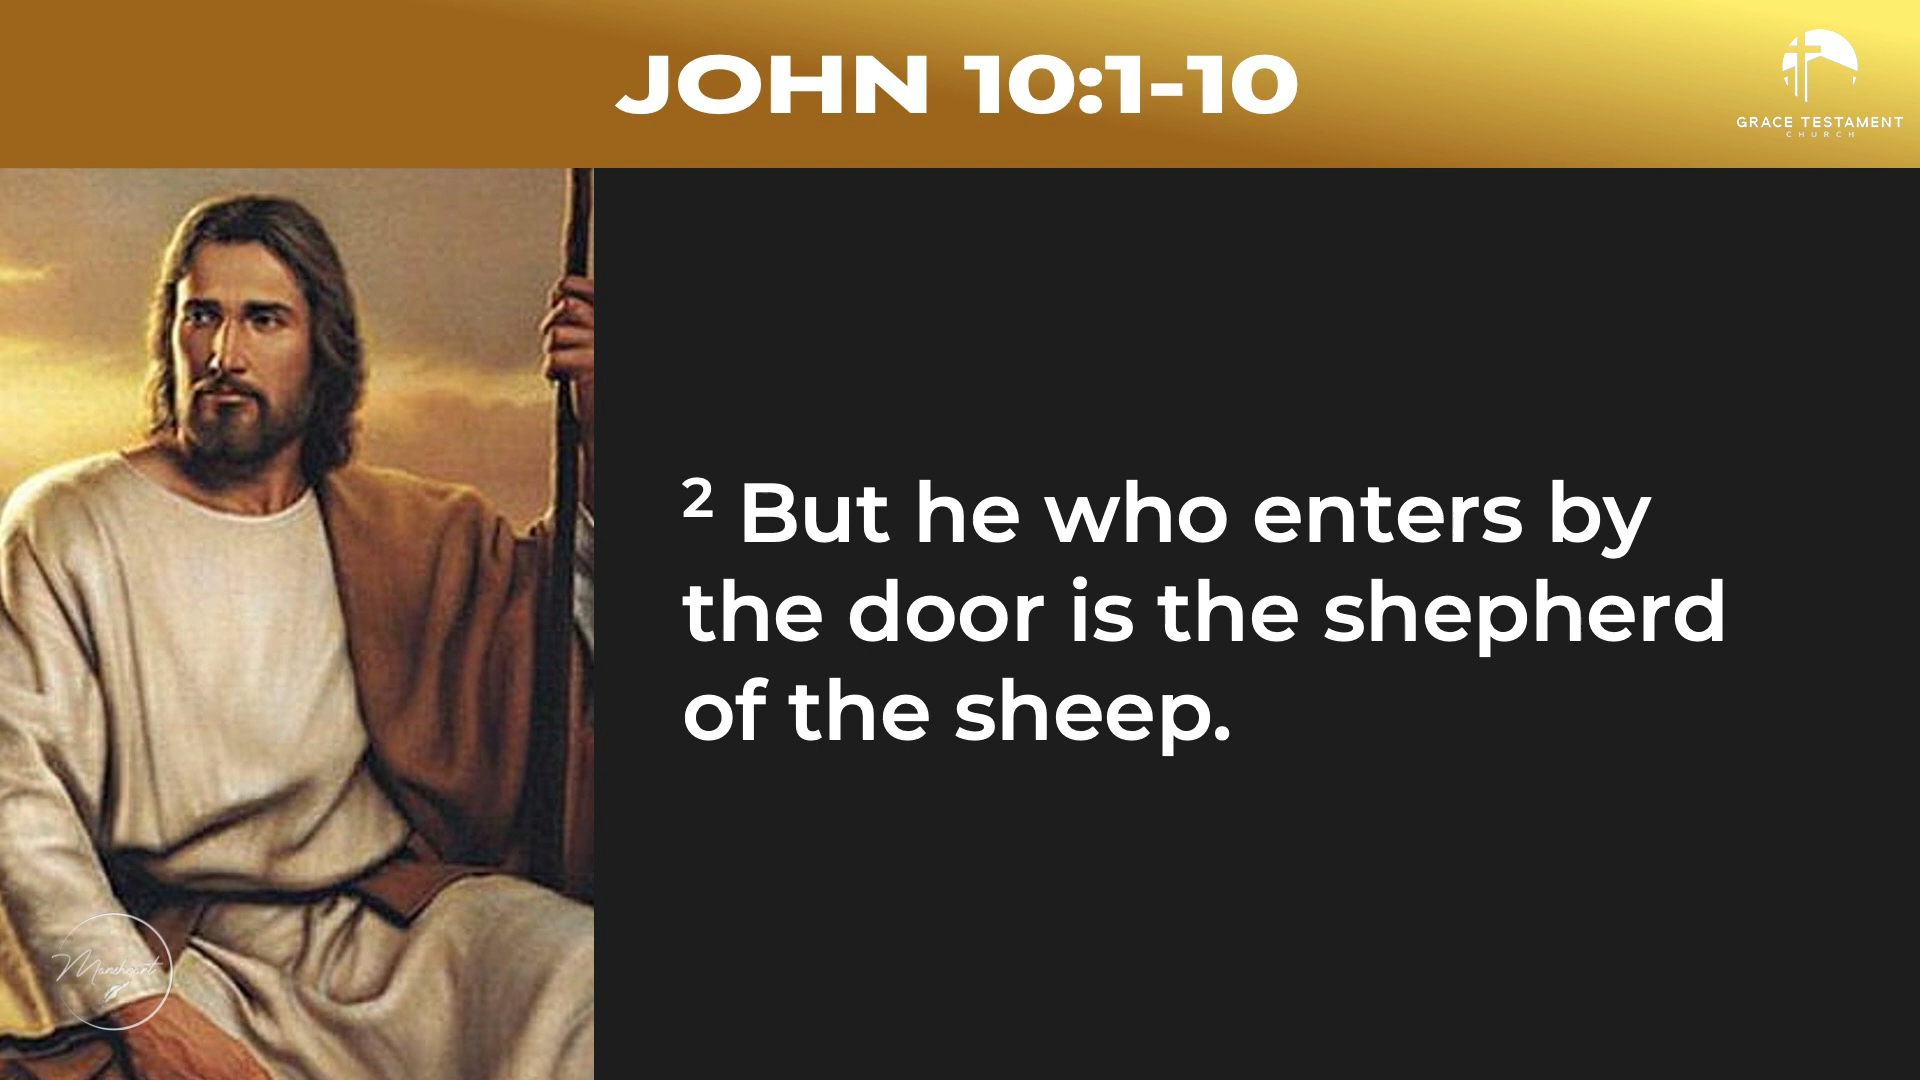 JOHN 10:1-10
GRACE TESTAMENT
CHURCH
² But he who enters by
the door is the shepherd
of the sheep.